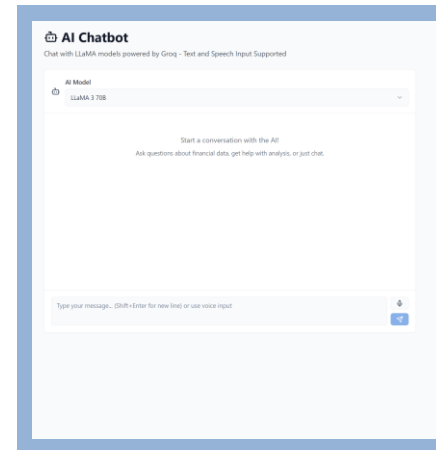 AI Chatbot
Chat with LLaMA models powered by Groq - Text and Speech Input Supported
AI Model
LLaMA 3 70B
Start a conversation with the AI!
Ask questions about financial data, get help with analysis, or just chat.
Type your message... (Shift+Enter for new line) or use voice input